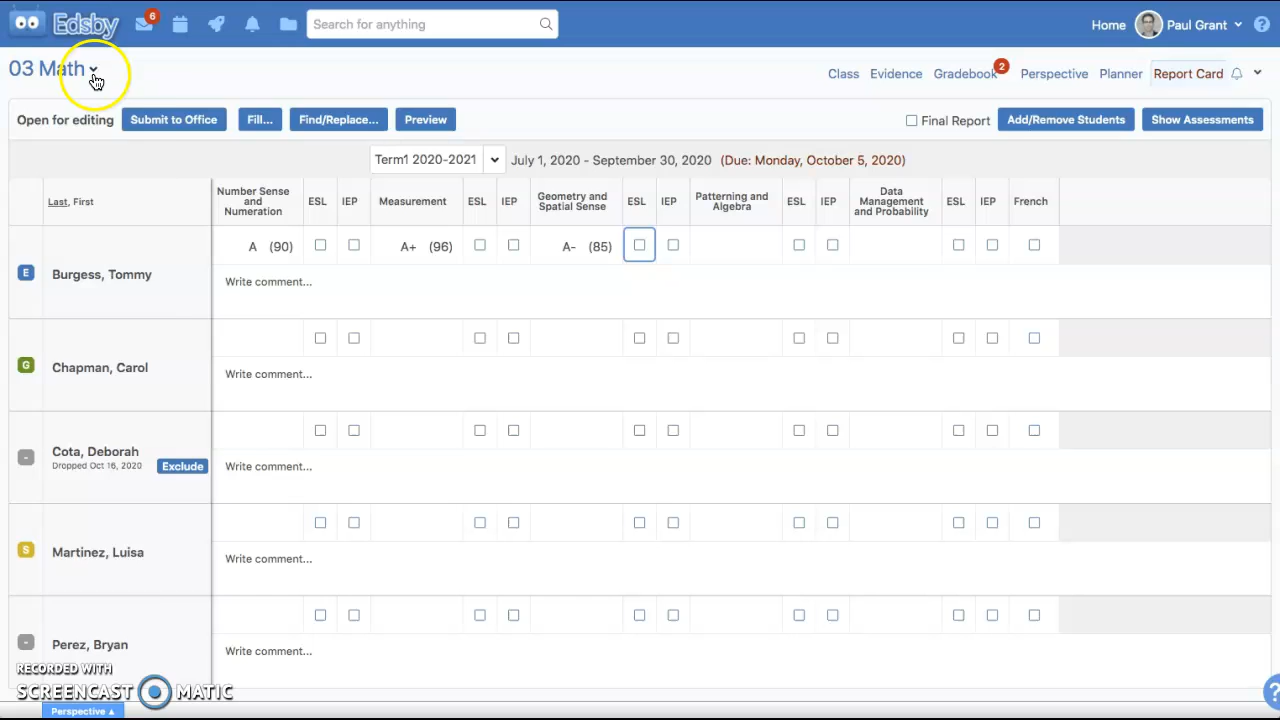 Edsby
6
Search for anything
Home
Paul Grant
?
03 Math
Class
Evidence
Gradebook
2
Perspective
Planner
Report Card
Open for editing
Submit to Office
Fill...
Find/Replace...
Preview
Final Report
Add/Remove Students
Show Assessments
Term1 2020-2021
July 1, 2020 - September 30, 2020
(Due: Monday, October 5, 2020)
Last, First
Number Sense
and
Numeration
ESL
IEP
Measurement
ESL
IEP
Geometry and
Spatial Sense
ESL
IEP
Patterning and
Algebra
ESL
IEP
Data
Management
and Probability
ESL
IEP
French
E
Burgess, Tommy
A (90)
A+ (96)
A- (85)
Write comment...
G
Chapman, Carol
Write comment...
-
Cota, Deborah
Dropped Oct 16, 2020
Exclude
Write comment...
S
Martinez, Luisa
Write comment...
-
Perez, Bryan
Write comment...
RECORDED WITH
SCREENCAST MATIC
Perspective
?